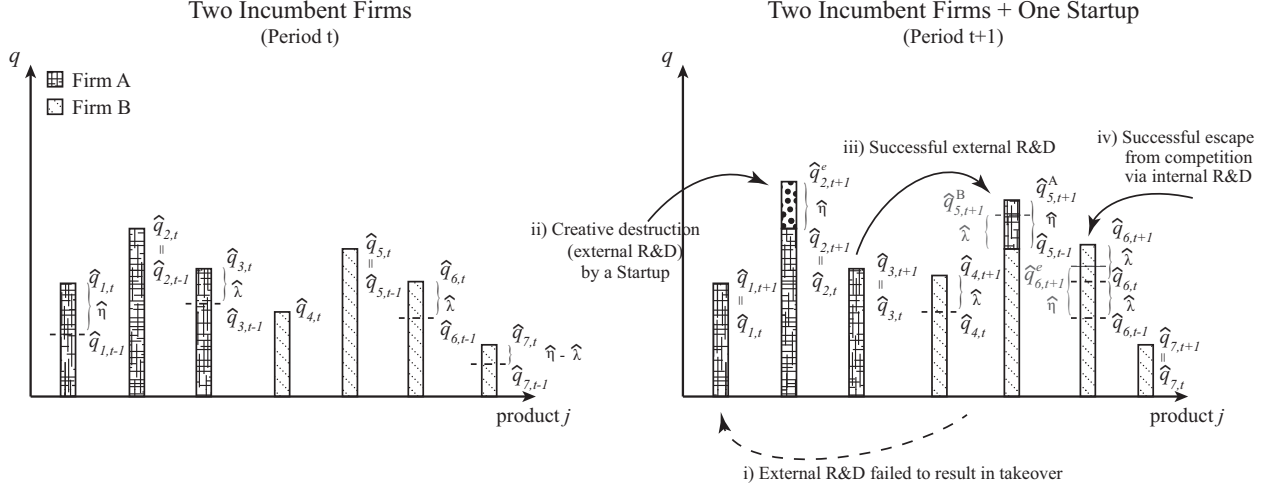 Two Incumbent Firms
(Period t)
q
Firm A
Firm B
q̂1,t
η̂
q̂1,t-1
q̂2,t
=
q̂2,t-1
q̂3,t
λ̂
q̂3,t-1
q̂4,t
q̂5,t
=
q̂5,t-1
q̂6,t
λ̂
q̂6,t-1
q̂7,t
η̂ - λ̂
q̂7,t-1
product j
Two Incumbent Firms + One Startup
(Period t+1)
q
ii) Creative destruction
(external R&D)
by a Startup
iii) Successful external R&D
iv) Successful escape
from competition
via internal R&D
q̂1,t+1
=
q̂1,t
q̂ᵉ2,t+1
η̂
q̂2,t+1
=
q̂2,t
q̂3,t+1
=
q̂3,t
q̂4,t+1
λ̂
q̂4,t
q̂ᴮ5,t+1
λ̂
q̂ᴬ5,t+1
η̂
q̂5,t-1
q̂ᵉ6,t+1
η̂
q̂6,t+1
λ̂
q̂6,t
λ̂
q̂6,t-1
q̂7,t+1
=
q̂7,t
product j
i) External R&D failed to result in takeover